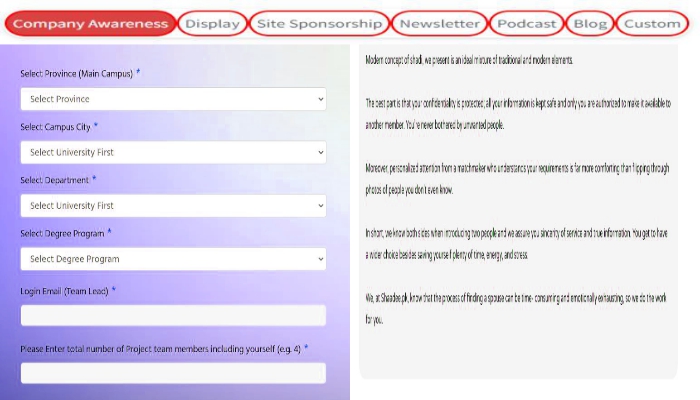 Company Awareness Display Site Sponsorship Newsletter Podcast Blog Custom
Select Province (Main Campus) *
Select Province
Select Campus City *
Select University First
Select Department *
Select University First
Select Degree Program *
Select Degree Program
Login Email (Team Lead) *
Please Enter total number of Project team members including yourself (e.g. 4) *
Modern concept of shadi, we present is an ideal mixture of traditional and modern elements.
The best part is that your confidentiality is protected; all your information is kept safe and only you are authorized to make it available to
another member. You're never bothered by unwanted people.
Moreover, personalized attention from a matchmaker who understands your requirements is far more comforting than flipping through
photos of people you don't even know.
In short, we know both sides when introducing two people and we assure you sincerity of service and true information. You get to have
a wider choice besides saving yourself plenty of time, energy, and stress.
We, at Shaadee.pk, know that the process of finding a spouse can be time- consuming and emotionally exhausting, so we do the work
for you.